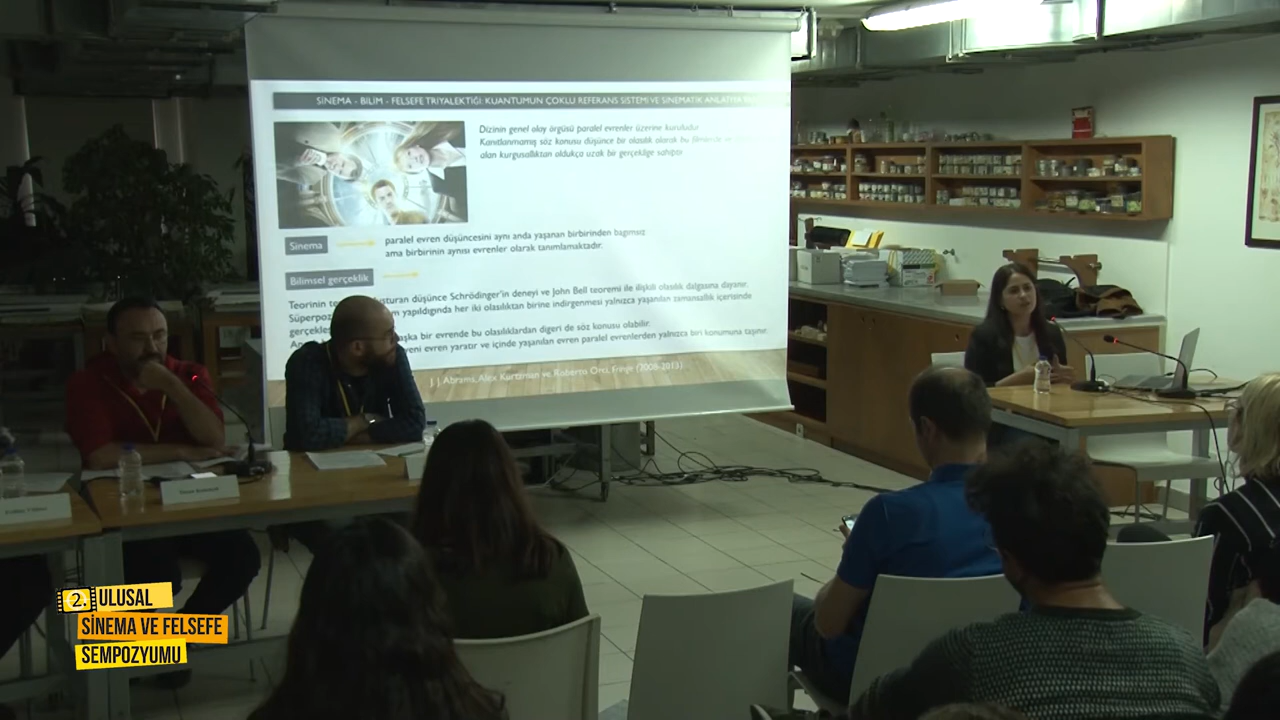 SİNEMA - BİLİM - FELSEFE TRİYALEKTİĞİ: KUANTUMUN ÇOKLU REFERANS SİSTEMİ VE SİNEMATİK ANLATIYA
Dizinin genel olay örgüsü paralel evrenler üzerine kuruludur.
Kanıtlanmamış söz konusu düşünce bir olasılık olarak bu filmlerde ve
alan kurgusallıktan oldukça uzak bir gerçekliğe sahiptir.
Sinema
paralel evren düşüncesini aynı anda yaşanan birbirinden bağımsız
ama birbirinin aynısı evrenler olarak tanımlamaktadır.
Bilimsel gerçeklik
Teorinin oluşturan düşünce Schrödinger'in deneyi ve John Bell teoremi ile ilişkili olasılık dalgasına dayanır.
yapıldığında her iki olasılıktan birine indirgenmesi yalnızca yaşanılan zamansallık içerisinde
başka bir evrende bu olasılıklardan diğeri de söz konusu olabilir.
yeni evren yaratır ve içinde yaşanılan evren paralel evrenlerden yalnızca biri konumuna taşınır.
J. J. Abrams, Alex Kurtzman ve Roberto Orci, Fringe (2008-2013)
2. ULUSAL
SİNEMA VE FELSEFE
SEMPOZYUMU